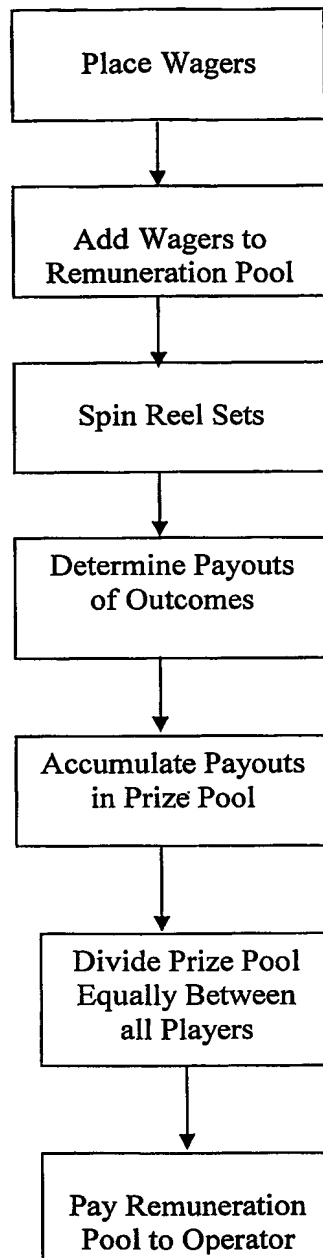 Place Wagers
Add Wagers to
Remuneration Pool
Spin Reel Sets
Determine Payouts
of Outcomes
Accumulate Payouts
in Prize Pool
Divide Prize Pool
Equally Between
all Players
Pay Remuneration
Pool to Operator